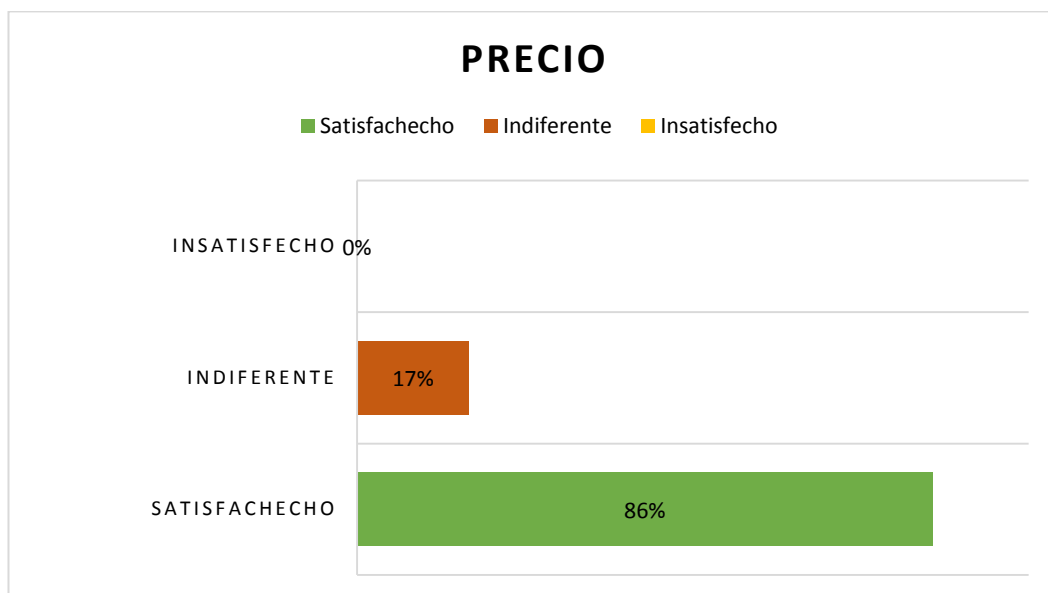 PRECIO
Satisfachecho Indiferente Insatisfecho
INSATISFECHO 0%
INDIFERENTE 17%
SATISFACHECHO 86%